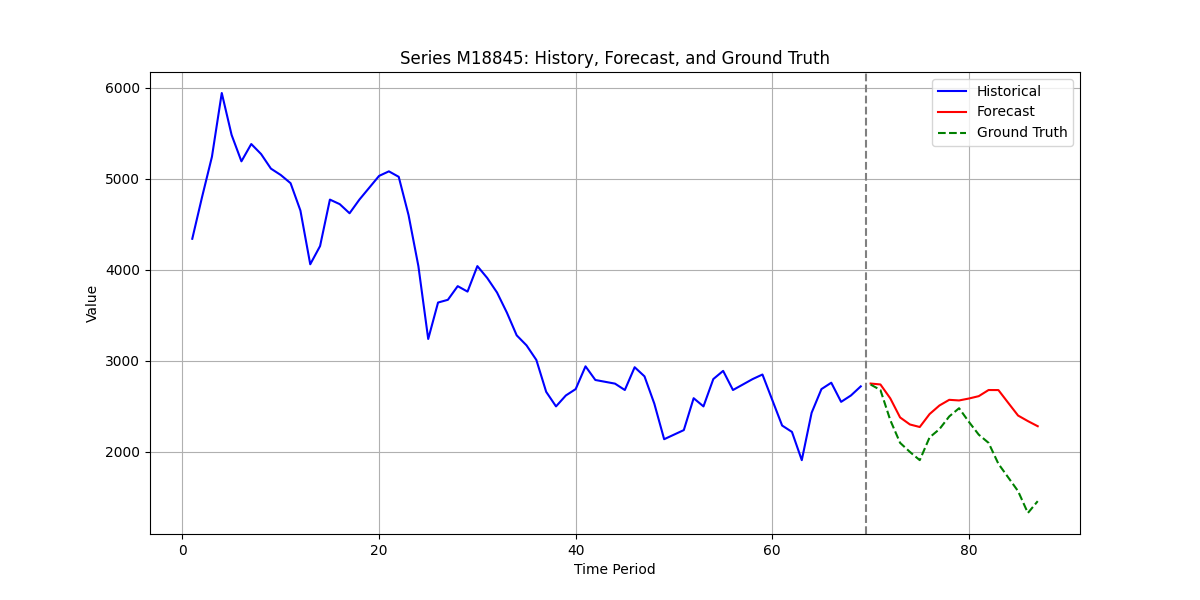 Series M18845: History, Forecast, and Ground Truth
Historical
Forecast
Ground Truth
6000
5000
4000
3000
2000
Value
0 20 40 60 80
Time Period